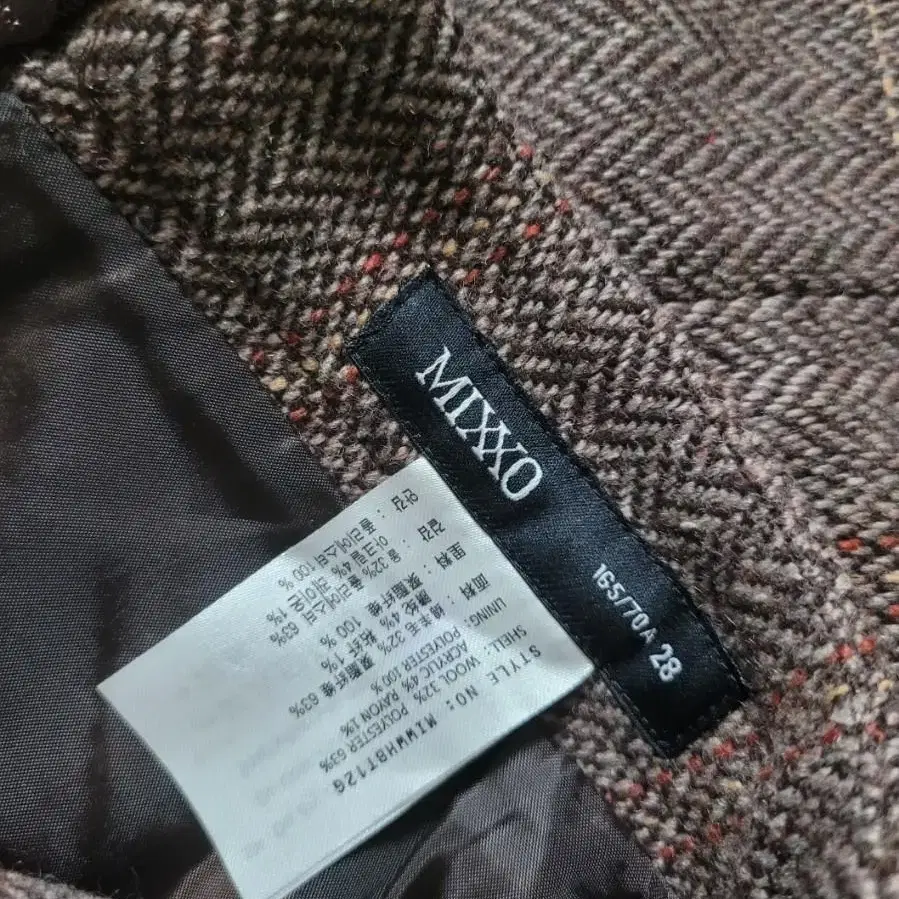 MIXXO
165/70A 28
STYLE NO: MIWWHBT12G
SHELL: WOOL 32% POLYESTER 63%
ACRYLIC 4% RAYON 1%
LINING: POLYESTER 100%
面料: 绵羊毛 32% 聚酯纤维 63%
腈纶 4% 粘纤 1%
里料: 聚酯纤维 100%
겉감: 울 32% 폴리에스터 63%
아크릴 4% 레이온 1%
안감: 폴리에스터 100%